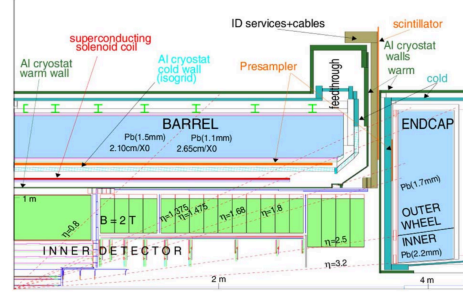 ID services+cables
scintillator
superconducting
solenoid coil
Al cryostat
walls
warm
Al cryostat
warm wall
Al cryostat
cold wall
(isogrid)
Presampler
feedthrough
cold
BARREL
Pb(1.5mm) Pb(1.1mm)
2.10cm/X0 2.65cm/X0
ENDCAP
Pb(1.7mm)
OUTER
WHEEL
INNER
Pb(2.2mm)
1 m
η=0.8
B=2T
η=1.375
η=1.475
η=1.68
η=1.8
INNER DETECTOR
η=2.5
η=3.2
2 m
4 m